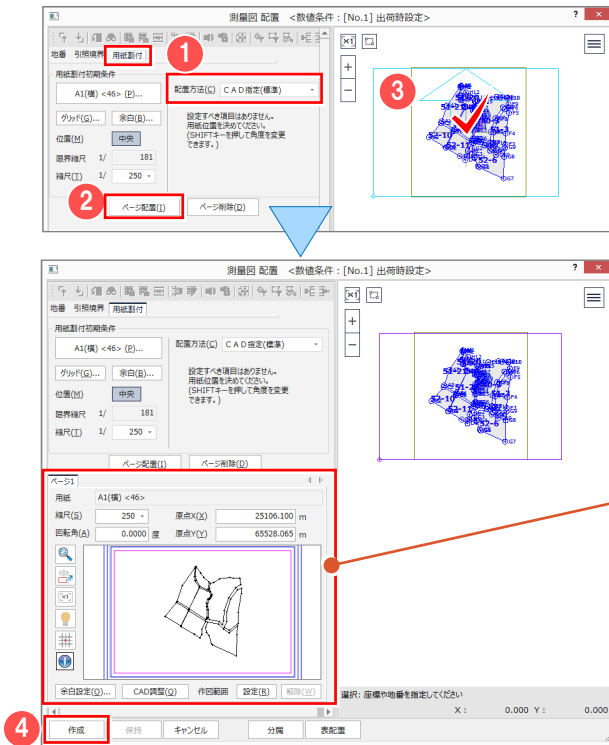 測量図 配置 <数値条件 : [No.1] 出荷時設定>
? ×
地番 引照境界 用紙割付
1
用紙割付初期条件
A1(横) <46> (P)...
配置方法(C) CAD指定(標準)
グリッド(G)... 余白(B)...
設定すべき項目はありません。
用紙位置を決めてください。
(SHIFTキーを押して角度を変更
できます。)
位置(M) 中央
限界縮尺 1/ 181
縮尺(T) 1/ 250
2
ページ配置(I) ページ削除(D)
3
52-10
52-11
52-6
G7
測量図 配置 <数値条件 : [No.1] 出荷時設定>
? ×
地番 引照境界 用紙割付
用紙割付初期条件
A1(横) <46> (P)...
配置方法(C) CAD指定(標準)
グリッド(G)... 余白(B)...
設定すべき項目はありません。
用紙位置を決めてください。
(SHIFTキーを押して角度を変更
できます。)
位置(M) 中央
限界縮尺 1/ 181
縮尺(T) 1/ 250
ページ配置(I) ページ削除(D)
52-10
52-11
52-6
G7
ページ1
用紙 A1(横) <46>
縮尺(S) 250 原点X(X) 25106.100 m
回転角(A) 0.0000 度 原点Y(Y) 65528.065 m
余白設定(O)... CAD調整(Q) 作図範囲 設定(R) 解除(W)
選択: 座標や地番を指定してください
X : 0.000 Y : 0.000
4
作成 保持 キャンセル 分属 表配置